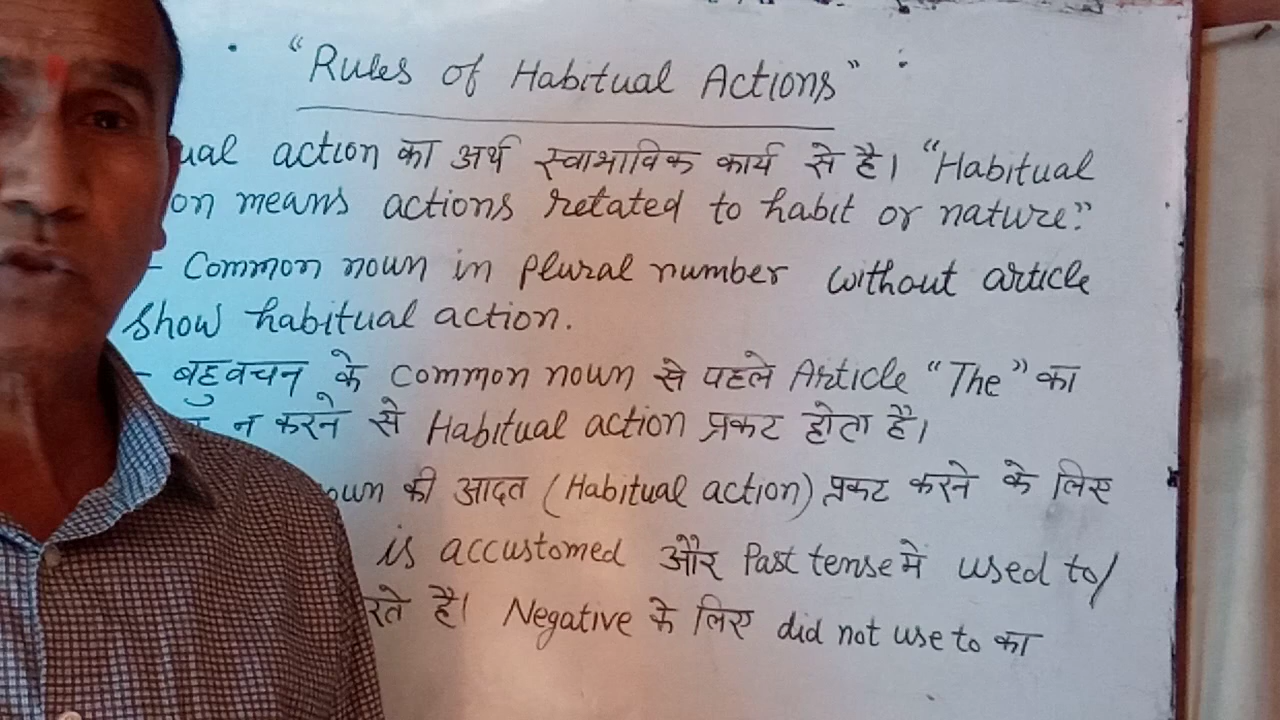 "Rules of Habitual Actions"
ual action का अर्थ स्वाभाविक कार्य से है। "Habitual
on means actions retated to habit or nature."
- Common noun in plural number without article
show habitual action.
- बहुवचन के common noun से पहले Article "The" का
न करने से Habitual action प्रकट होता है।
oun की आदत (Habitual action) प्रकट करने के लिए
is accustomed और Past tense मे used to/
रते है। Negative के लिए did not use to का